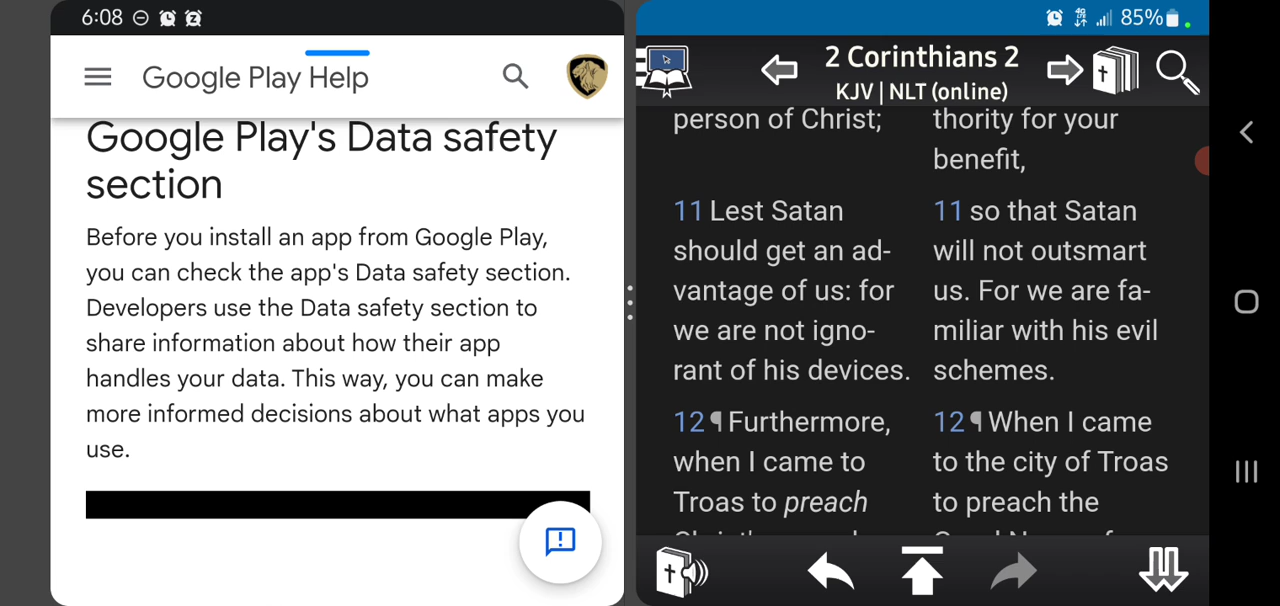 6:08
Google Play Help
Google Play's Data safety
section
Before you install an app from Google Play,
you can check the app's Data safety section.
Developers use the Data safety section to
share information about how their app
handles your data. This way, you can make
more informed decisions about what apps you
use.
85%
2 Corinthians 2
KJV | NLT (online)
person of Christ;
11 Lest Satan
should get an ad-
vantage of us: for
we are not igno-
rant of his devices.
12 ¶ Furthermore,
when I came to
Troas to preach
thority for your
benefit,
11 so that Satan
will not outsmart
us. For we are fa-
miliar with his evil
schemes.
12 ¶ When I came
to the city of Troas
to preach the